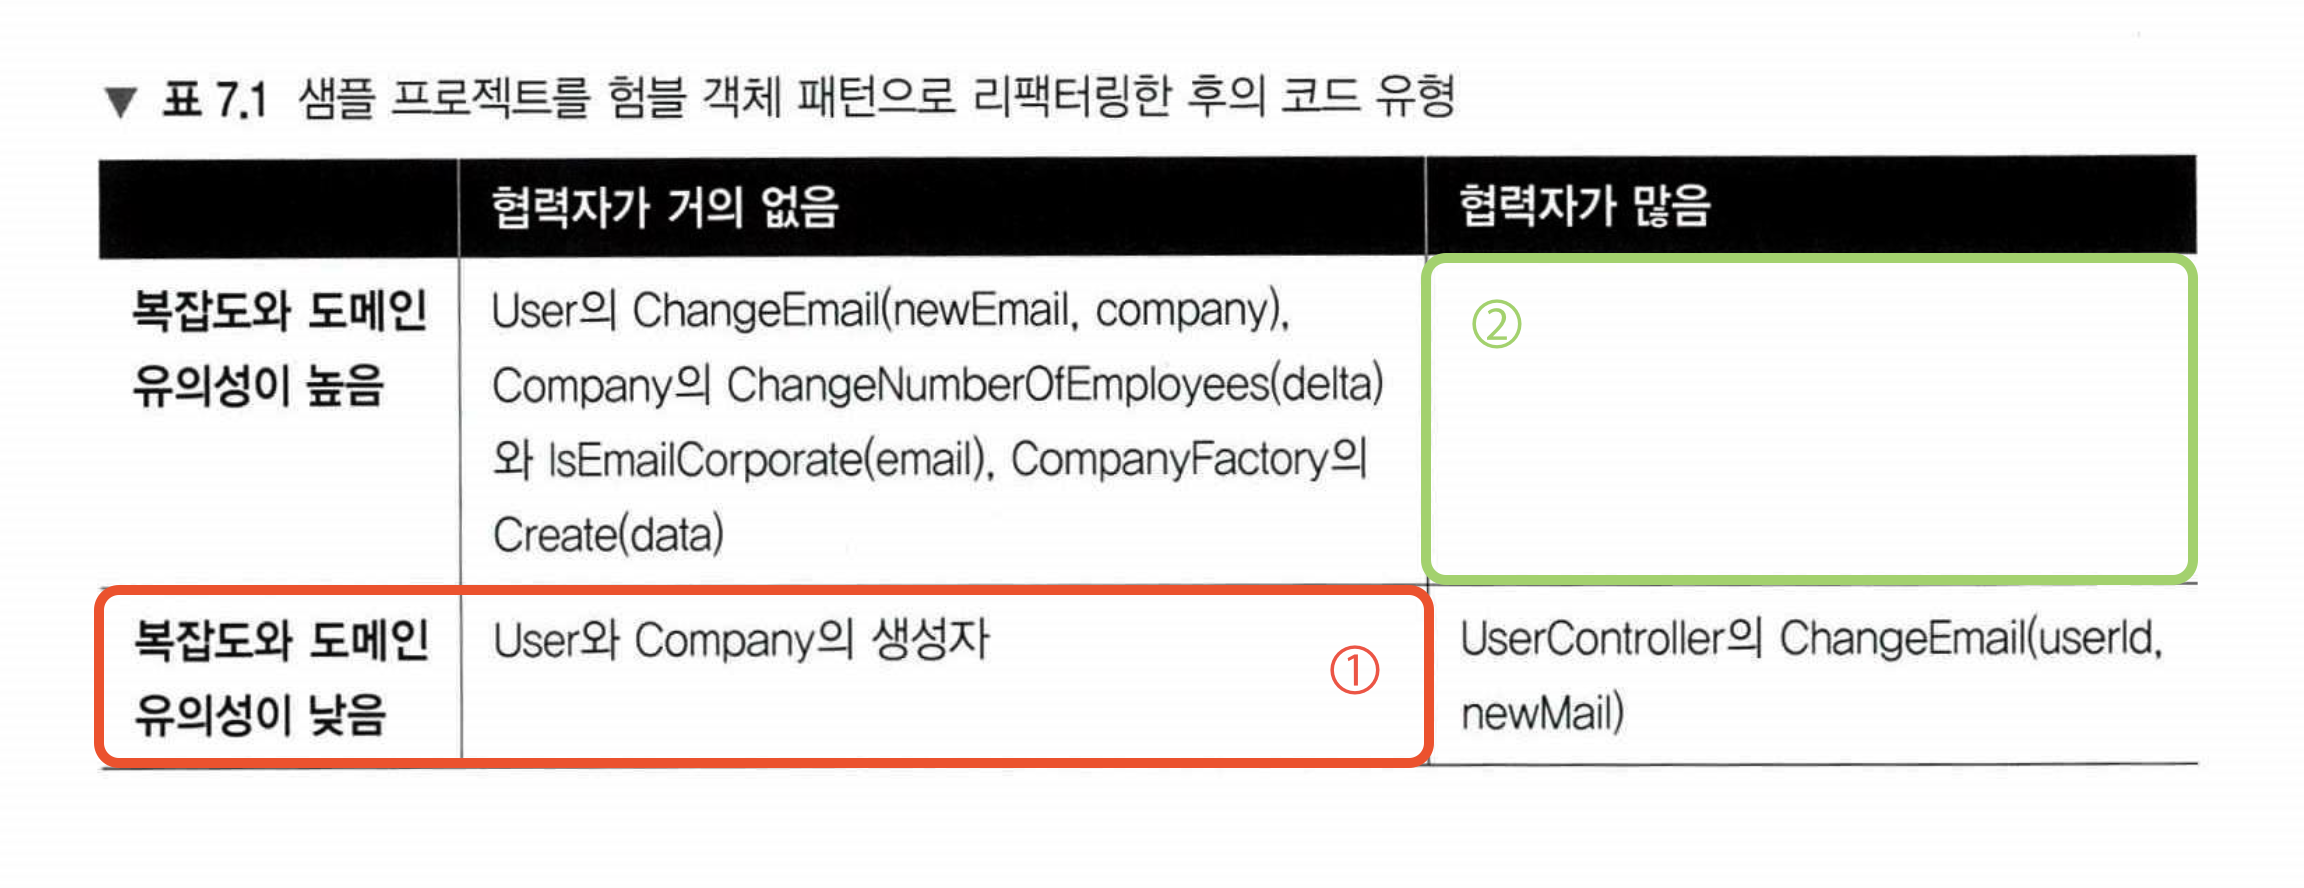 ▼ 표 7.1 샘플 프로젝트를 험블 객체 패턴으로 리팩터링한 후의 코드 유형
협력자가 거의 없음
협력자가 많음
복잡도와 도메인
유의성이 높음
User의 ChangeEmail(newEmail, company),
Company의 ChangeNumberOfEmployees(delta)
와 IsEmailCorporate(email), CompanyFactory의
Create(data)
②
복잡도와 도메인
유의성이 낮음
User와 Company의 생성자
①
UserController의 ChangeEmail(userId,
newMail)